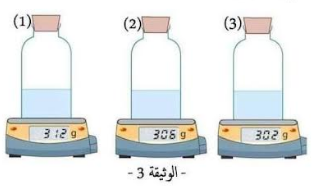 (1) (2) (3)
312 g 306 g 302 g
- الوثيقة 3 -